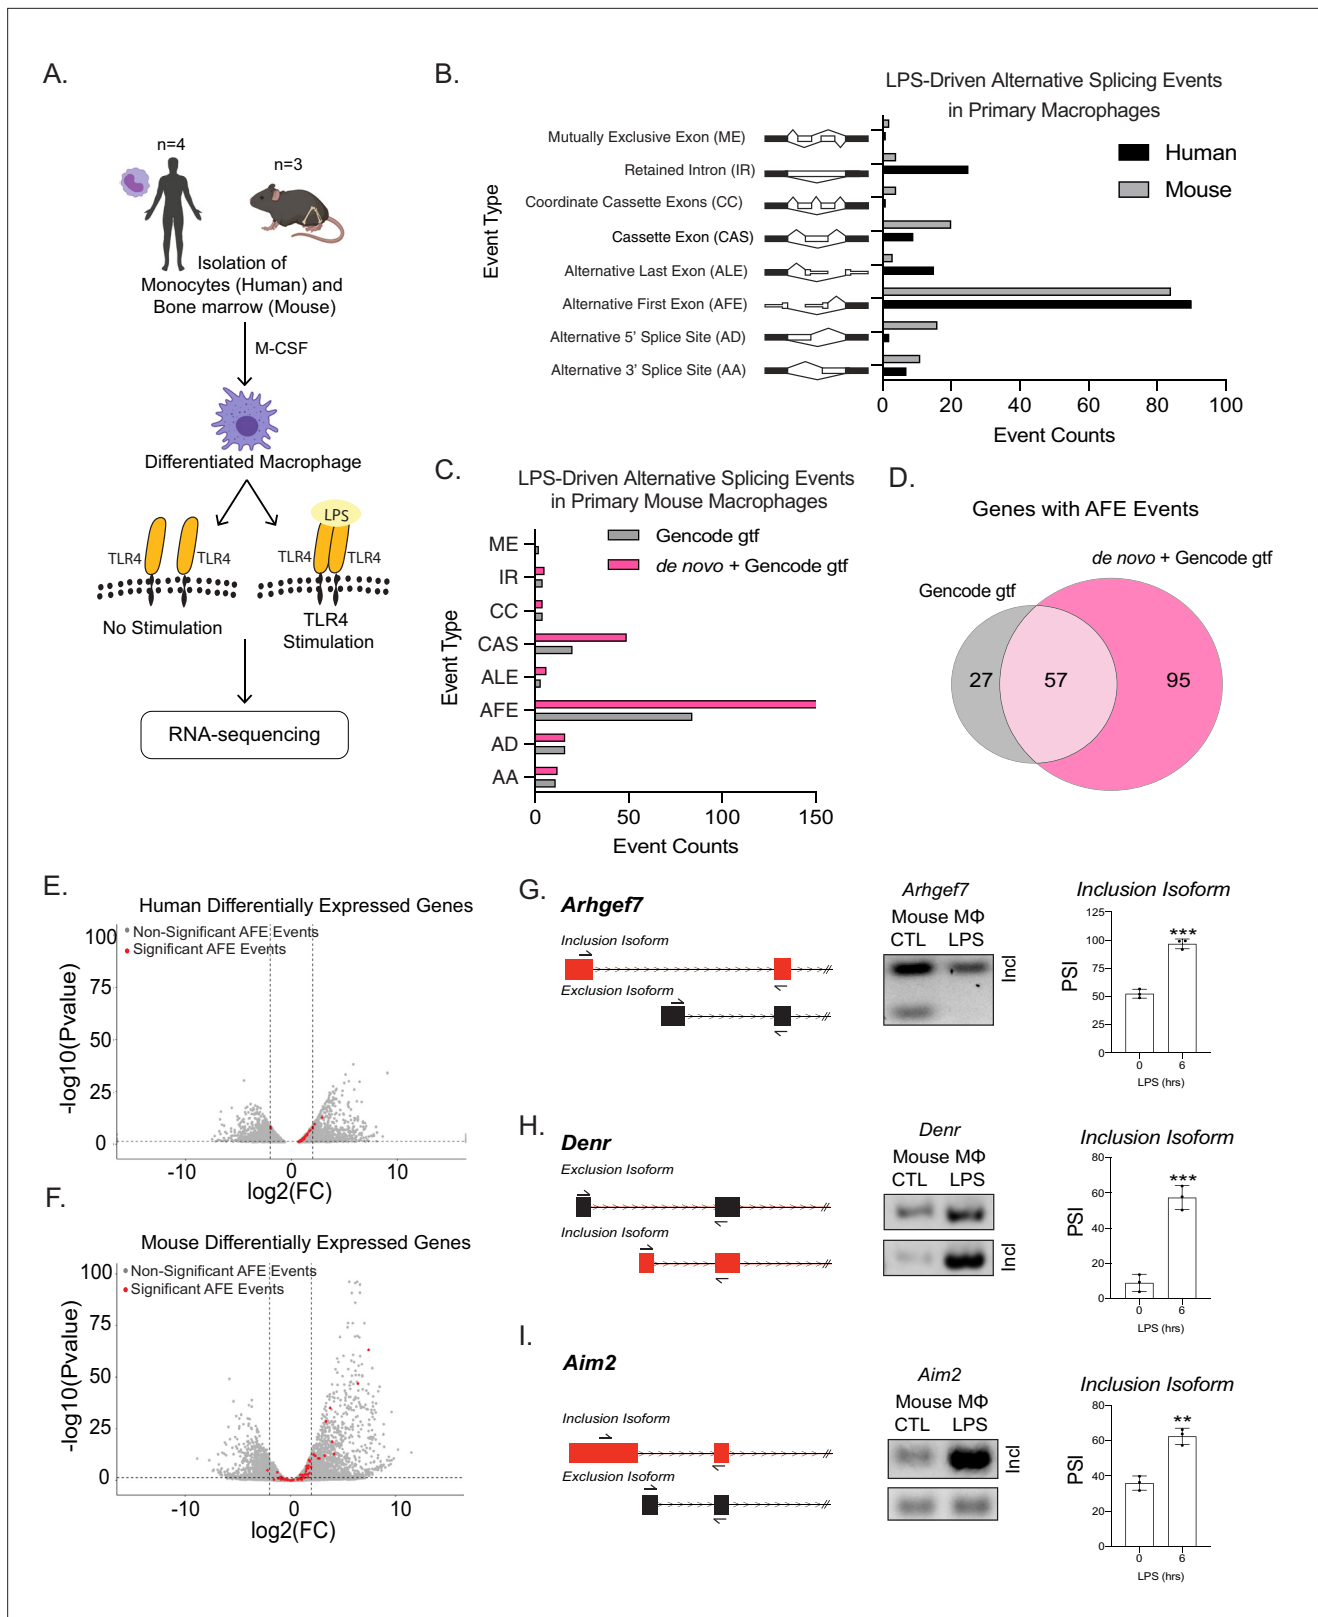 A.
n=4
n=3
Isolation of
Monocytes (Human) and
Bone marrow (Mouse)
M-CSF
Differentiated Macrophage
LPS
TLR4
TLR4
TLR4
TLR4
No Stimulation
TLR4
Stimulation
RNA-sequencing
B.
LPS-Driven Alternative Splicing Events
in Primary Macrophages
Event Type
Mutually Exclusive Exon (ME)
Retained Intron (IR)
Coordinate Cassette Exons (CC)
Cassette Exon (CAS)
Alternative Last Exon (ALE)
Alternative First Exon (AFE)
Alternative 5' Splice Site (AD)
Alternative 3' Splice Site (AA)
Human
Mouse
0 20 40 60 80 100
Event Counts
C.
LPS-Driven Alternative Splicing Events
in Primary Mouse Macrophages
Gencode gtf
de novo + Gencode gtf
Event Type
ME
IR
CC
CAS
ALE
AFE
AD
AA
0 50 100 150
Event Counts
D.
Genes with AFE Events
de novo + Gencode gtf
Gencode gtf
27 57 95
E.
Human Differentially Expressed Genes
Non-Significant AFE Events
Significant AFE Events
-log10(Pvalue)
100
75
50
25
0
-10 0 10
log2(FC)
F.
Mouse Differentially Expressed Genes
Non-Significant AFE Events
Significant AFE Events
-log10(Pvalue)
100
75
50
25
0
-10 0 10
log2(FC)
G.
Arhgef7
Inclusion Isoform
Exclusion Isoform
Arhgef7
Mouse MΦ
CTL LPS
Incl
Inclusion Isoform
PSI
125
100
75
50
25
0
***
0 6
LPS (hrs)
H.
Denr
Exclusion Isoform
Inclusion Isoform
Denr
Mouse MΦ
CTL LPS
Incl
Inclusion Isoform
PSI
80
60
40
20
0
***
0 6
LPS (hrs)
I.
Aim2
Inclusion Isoform
Exclusion Isoform
Aim2
Mouse MΦ
CTL LPS
Incl
Inclusion Isoform
PSI
80
60
40
20
0
**
0 6
LPS (hrs)